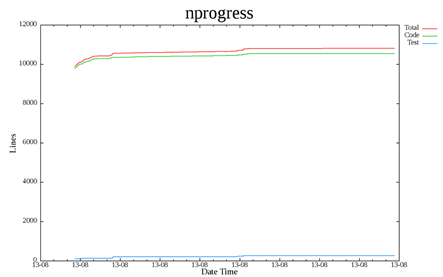 nprogress
12000
10000
8000
6000
4000
2000
0
Lines
13-08 13-08 13-08 13-08 13-08 13-08 13-08 13-08 13-08 13-08
Date Time
Total
Code
Test